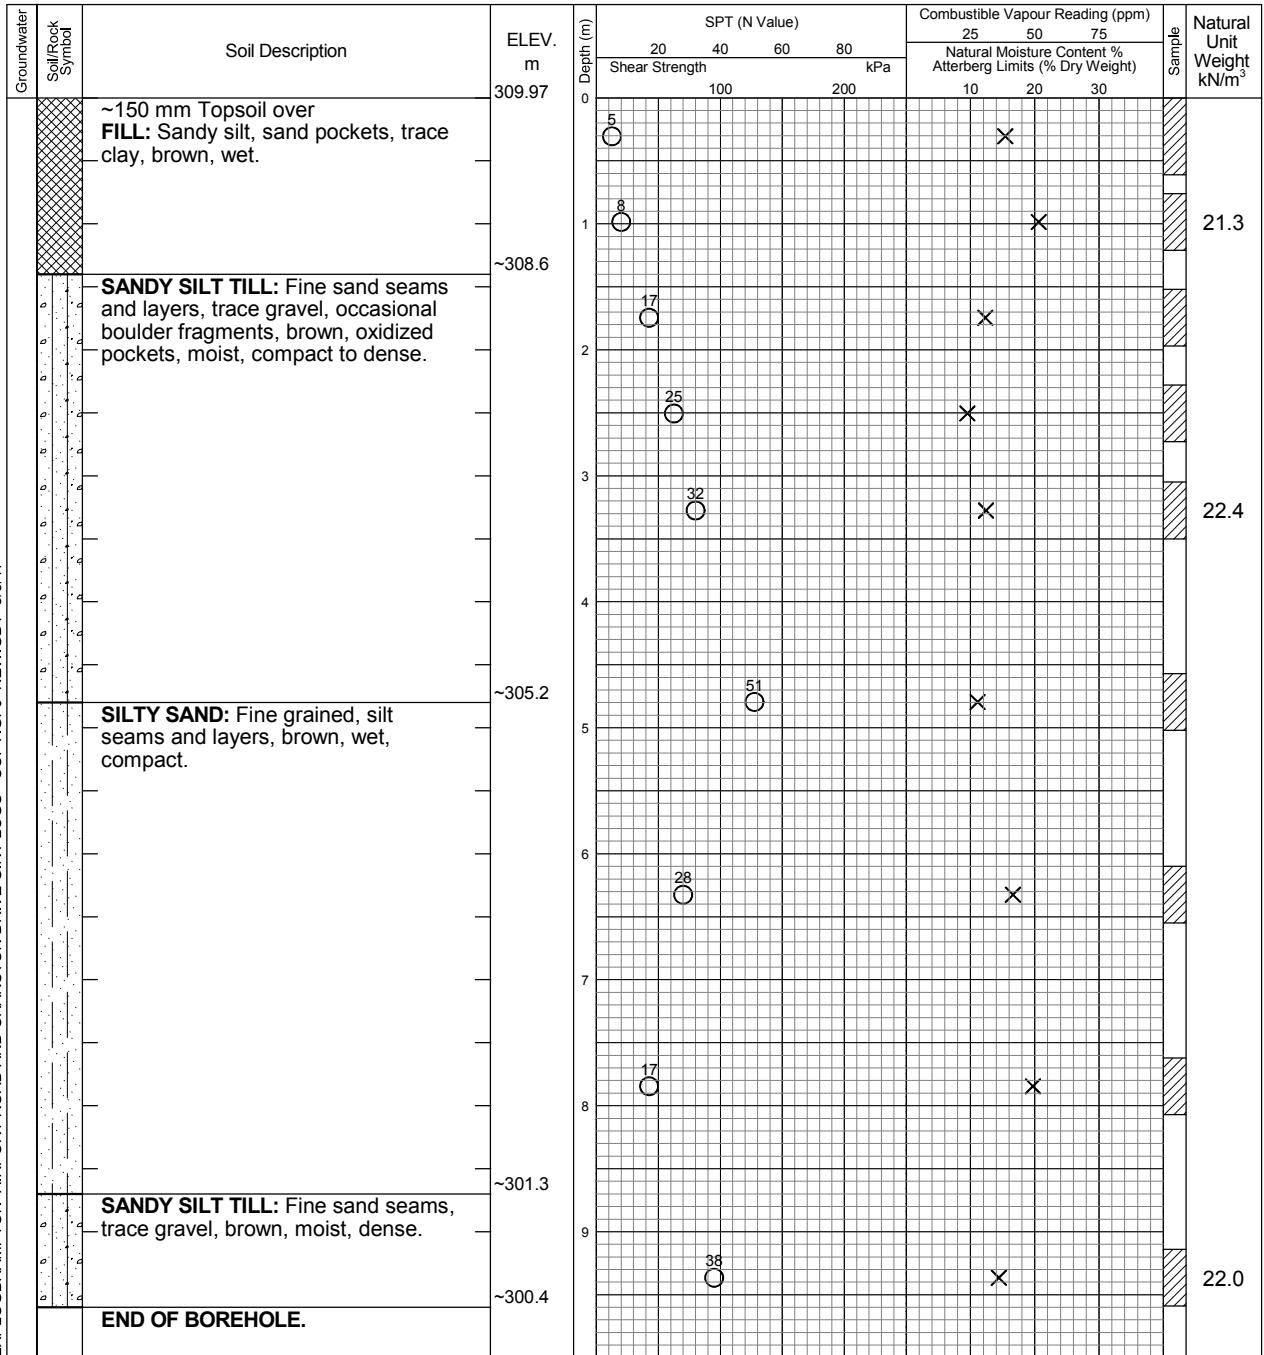 Groundwater
Soil/Rock
Symbol
Soil Description
ELEV.
m
309.97
Depth (m)
SPT (N Value)
20 40 60 80
Shear Strength kPa
100 200
Combustible Vapour Reading (ppm)
25 50 75
Natural Moisture Content %
Atterberg Limits (% Dry Weight)
10 20 30
Sample
Natural
Unit
Weight
kN/m³
0
~150 mm Topsoil over
FILL: Sandy silt, sand pockets, trace
clay, brown, wet.
5
8
1
21.3
~308.6
SANDY SILT TILL: Fine sand seams
and layers, trace gravel, occasional
boulder fragments, brown, oxidized
pockets, moist, compact to dense.
17
2
25
3
32
22.4
4
51
~305.2
SILTY SAND: Fine grained, silt
seams and layers, brown, wet,
compact.
5
6
28
7
17
8
~301.3
SANDY SILT TILL: Fine sand seams,
trace gravel, brown, moist, dense.
9
38
22.0
~300.4
END OF BOREHOLE.